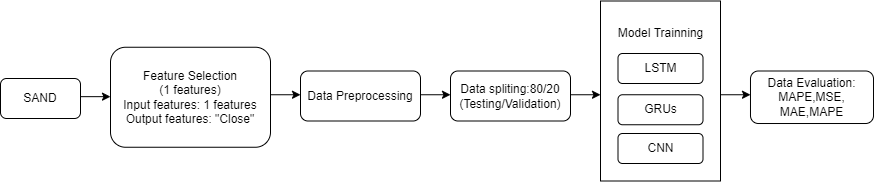 SAND
Feature Selection
(1 features)
Input features: 1 features
Output features: "Close"
Data Preprocessing
Data spliting:80/20
(Testing/Validation)
Model Trainning
LSTM
GRUs
CNN
Data Evaluation:
MAPE,MSE,
MAE,MAPE